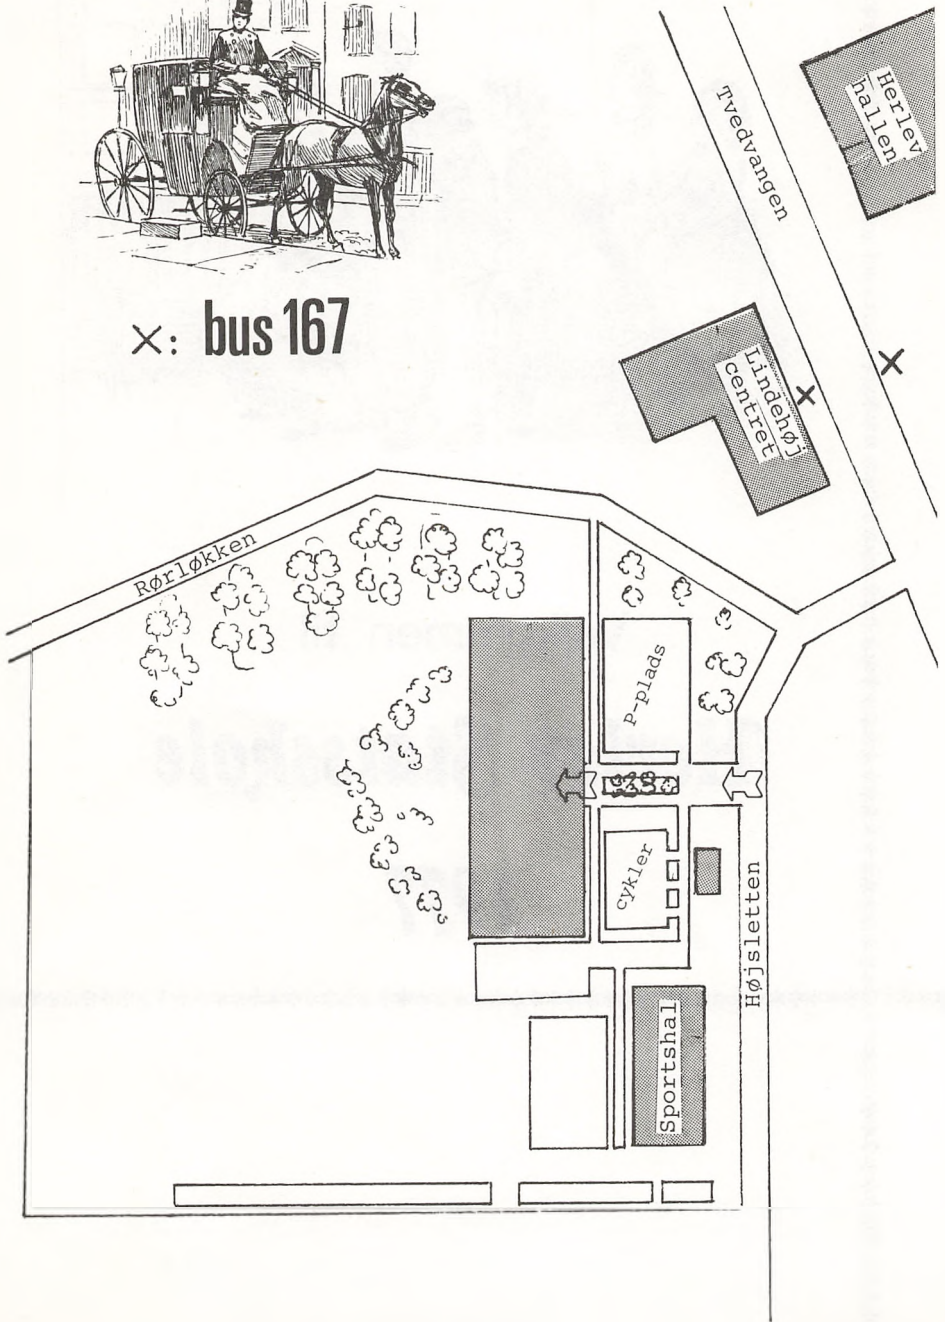 Herlev
hallen
Tvedvangen
X: bus 167
Lindehøj
centret
Rørløkken
P-plads
cykler
Højsletten
Sportshal